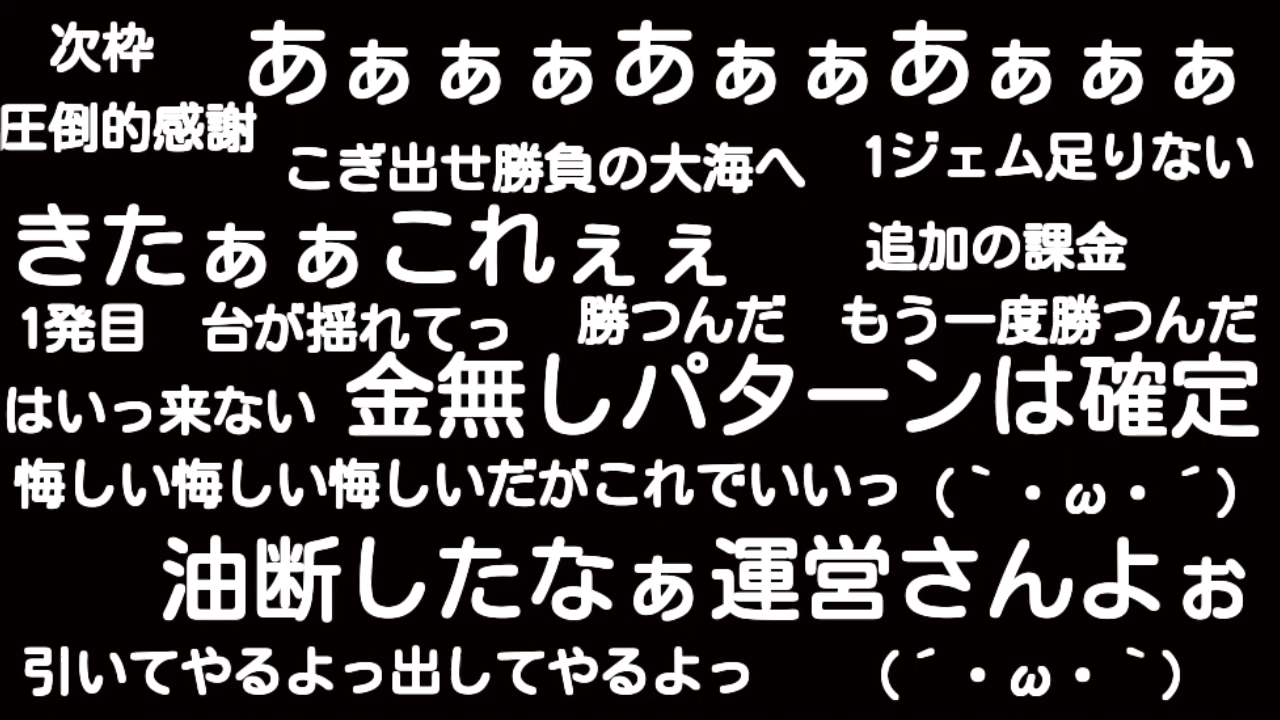 次枠 あぁぁぁあぁぁあぁぁぁ
圧倒的感謝
こぎ出せ勝負の大海へ 1ジェム足りない
きたぁぁこれぇぇ 追加の課金
1発目 台が揺れてっ 勝つんだ もう一度勝つんだ
はいっ来ない 金無しパターンは確定
悔しい悔しい悔しいだがこれでいいっ (｀・ω・´)
油断したなぁ運営さんよぉ
引いてやるよっ出してやるよっ (´・ω・｀)